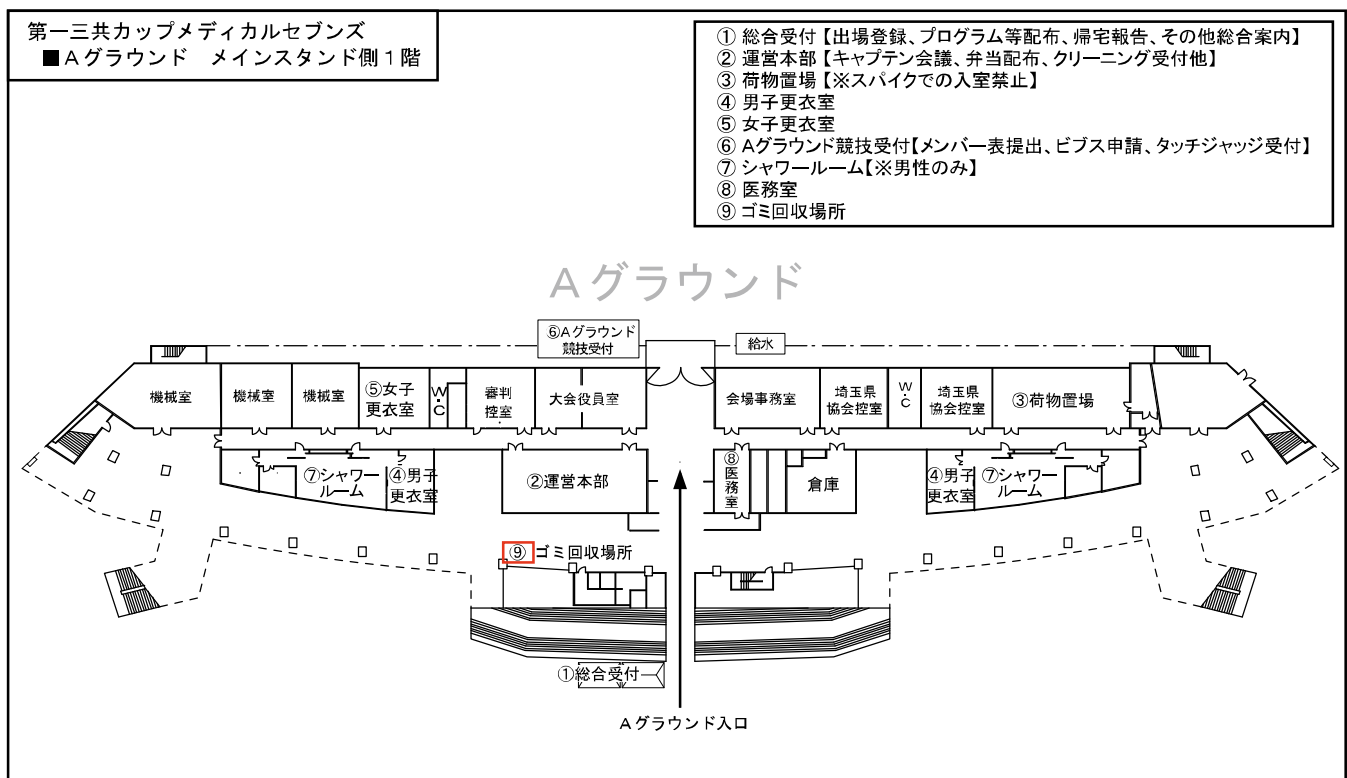 第一三共カップメディカルセブンズ
■Aグラウンド　メインスタンド側1階
① 総合受付【出場登録、プログラム等配布、帰宅報告、その他総合案内】
② 運営本部【キャプテン会議、弁当配布、クリーニング受付他】
③ 荷物置場【※スパイクでの入室禁止】
④ 男子更衣室
⑤ 女子更衣室
⑥ Aグラウンド競技受付【メンバー表提出、ビブス申請、タッチジャッジ受付】
⑦ シャワールーム【※男性のみ】
⑧ 医務室
⑨ ゴミ回収場所
Aグラウンド
⑥Aグラウンド
競技受付
給水
機械室
機械室
機械室
⑤女子
更衣室
W・C
審判
控室
大会役員室
会場事務室
埼玉県
協会控室
W・C
埼玉県
協会控室
③荷物置場
⑦シャワー
ルーム
④男子
更衣室
②運営本部
⑧医務室
倉庫
④男子
更衣室
⑦シャワー
ルーム
⑨ ゴミ回収場所
①総合受付
Aグラウンド入口